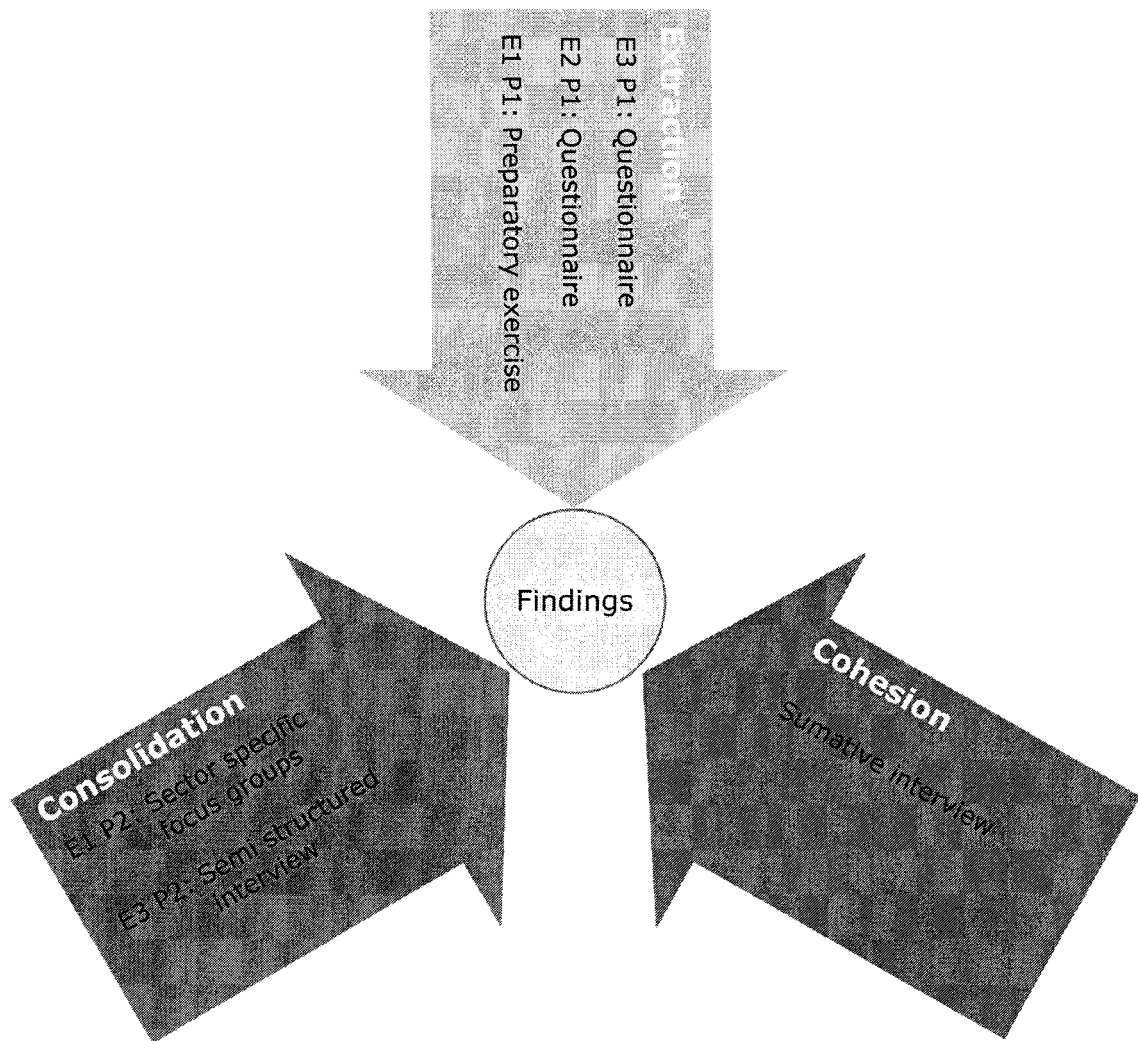 Extraction
E3 P1: Questionnaire
E2 P1: Questionnaire
E1 P1: Preparatory exercise
Findings
Consolidation
E1 P2: Sector specific
focus groups
E3 P2: Semi structured
interview
Cohesion
Sumative interview